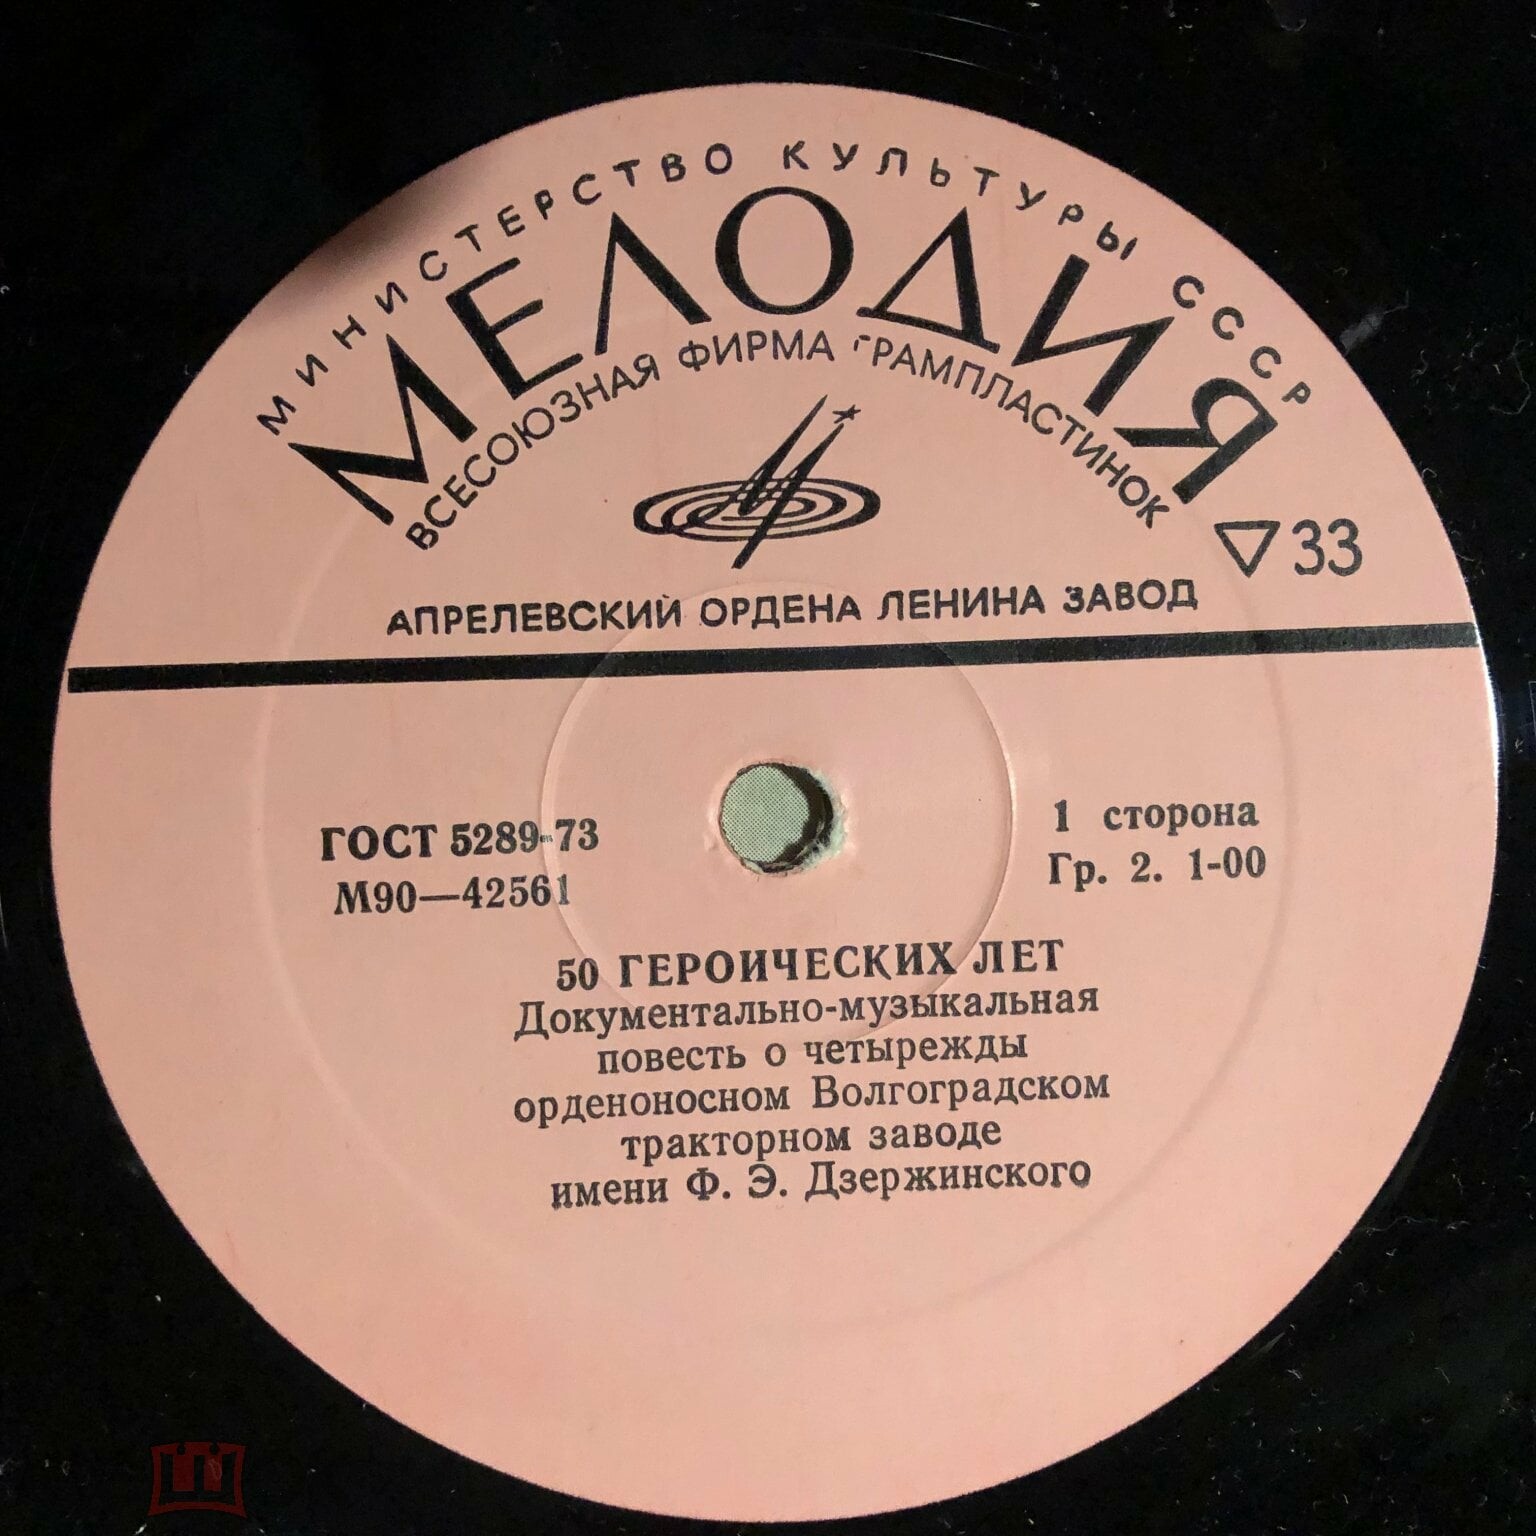 МИНИСТЕРСТВО КУЛЬТУРЫ СССР
МЕЛОДИЯ
ВСЕСОЮЗНАЯ ФИРМА ГРАМПЛАСТИНОК
33
АПРЕЛЕВСКИЙ ОРДЕНА ЛЕНИНА ЗАВОД
ГОСТ 5289-73
М90—42561
1 сторона
Гр. 2. 1-00
50 ГЕРОИЧЕСКИХ ЛЕТ
Документально-музыкальная
повесть о четырежды
орденоносном Волгоградском
тракторном заводе
имени Ф. Э. Дзержинского